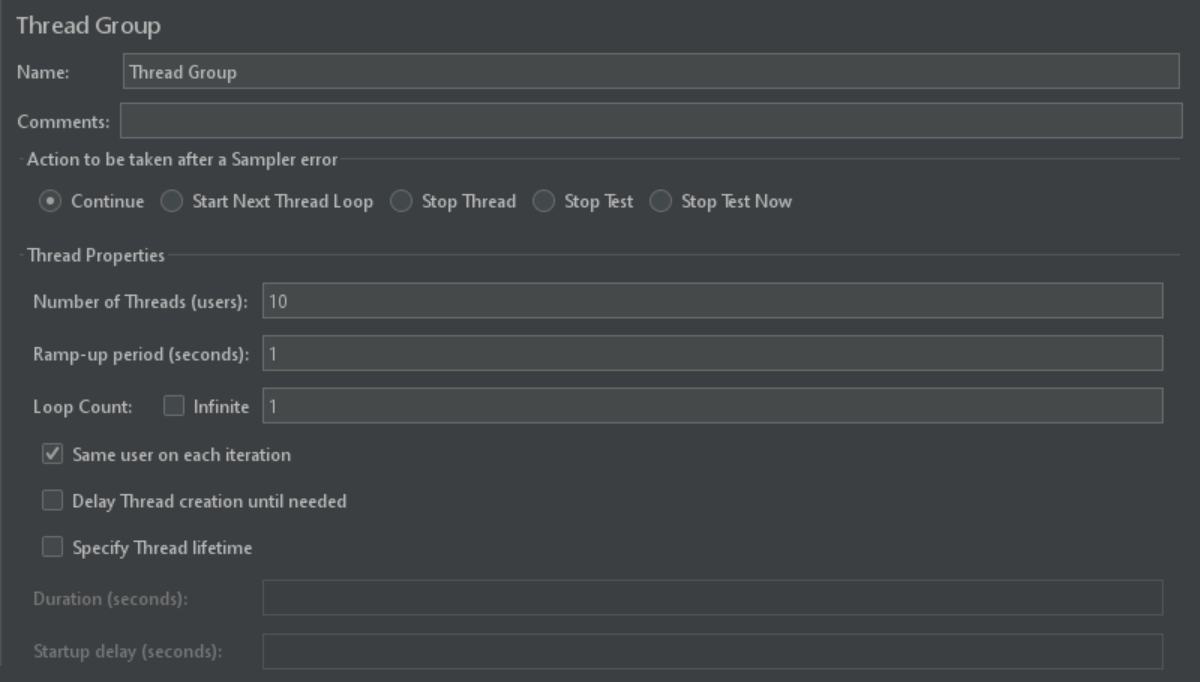 Thread Group
Name: Thread Group
Comments:
Action to be taken after a Sampler error
Continue Start Next Thread Loop Stop Thread Stop Test Stop Test Now
Thread Properties
Number of Threads (users): 10
Ramp-up period (seconds): 1
Loop Count: Infinite 1
Same user on each iteration
Delay Thread creation until needed
Specify Thread lifetime
Duration (seconds):
Startup delay (seconds):